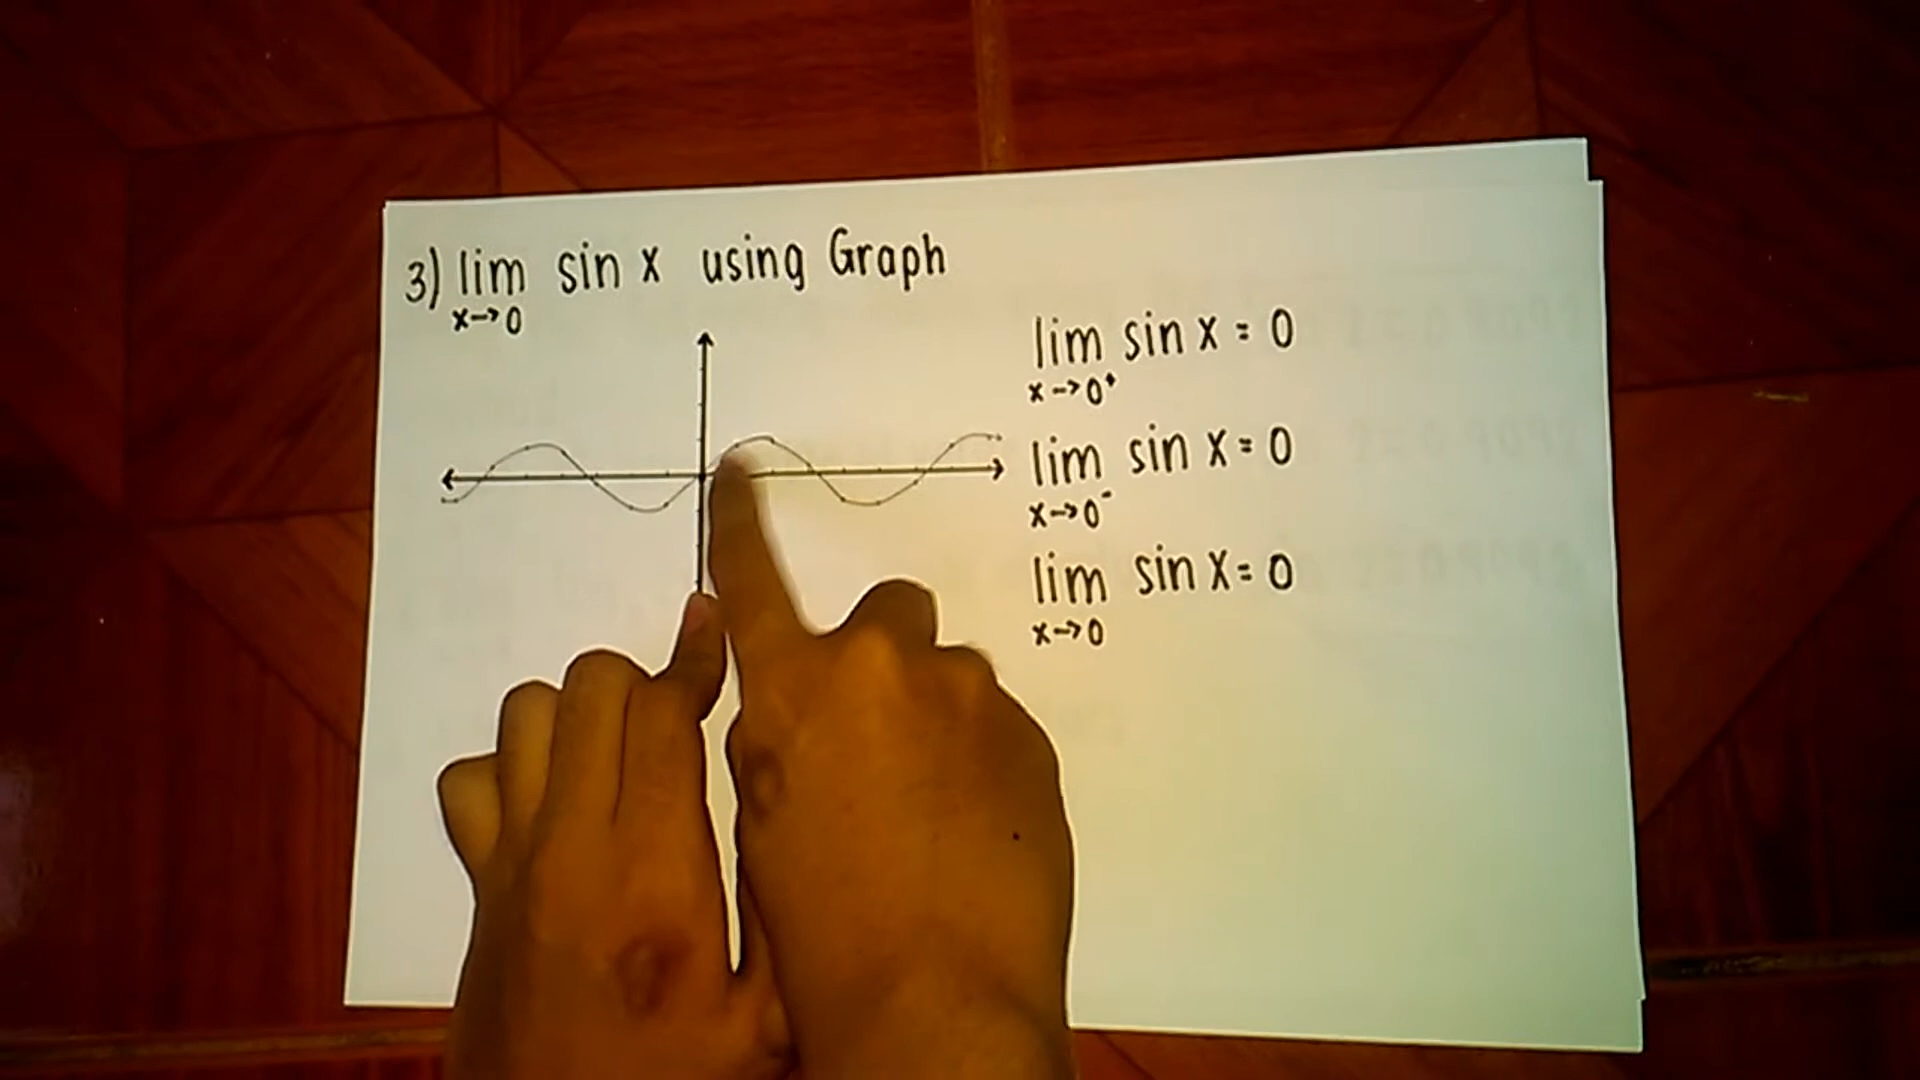 3) lim sin x using Graph
x→0
lim sin x = 0
x→0⁺
lim sin x = 0
x→0⁻
lim sin x = 0
x→0